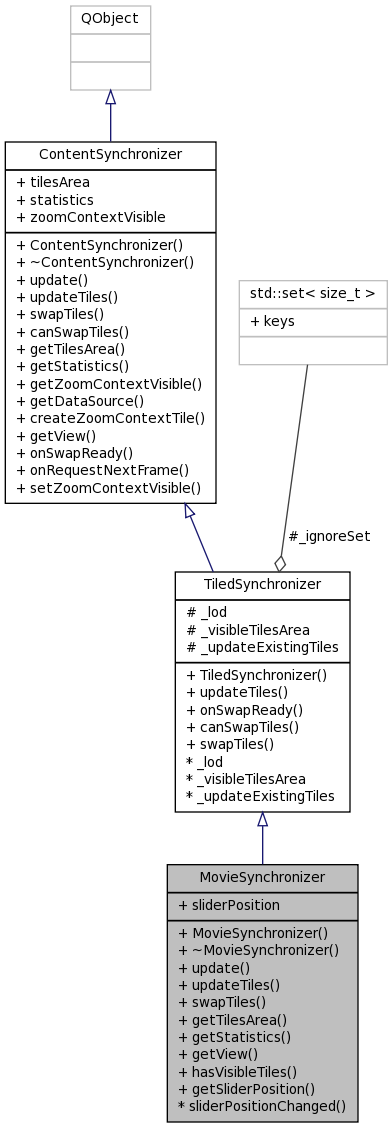 QObject
ContentSynchronizer
+ tilesArea
+ statistics
+ zoomContextVisible
+ ContentSynchronizer()
+ ~ContentSynchronizer()
+ update()
+ updateTiles()
+ swapTiles()
+ canSwapTiles()
+ getTilesArea()
+ getStatistics()
+ getZoomContextVisible()
+ getDataSource()
+ createZoomContextTile()
+ getView()
+ onSwapReady()
+ onRequestNextFrame()
+ setZoomContextVisible()
std::set< size_t >
+ keys
#_ignoreSet
TiledSynchronizer
# _lod
# _visibleTilesArea
# _updateExistingTiles
+ TiledSynchronizer()
+ updateTiles()
+ onSwapReady()
+ canSwapTiles()
+ swapTiles()
* _lod
* _visibleTilesArea
* _updateExistingTiles
MovieSynchronizer
+ sliderPosition
+ MovieSynchronizer()
+ ~MovieSynchronizer()
+ update()
+ updateTiles()
+ swapTiles()
+ getTilesArea()
+ getStatistics()
+ getView()
+ hasVisibleTiles()
+ getSliderPosition()
* sliderPositionChanged()